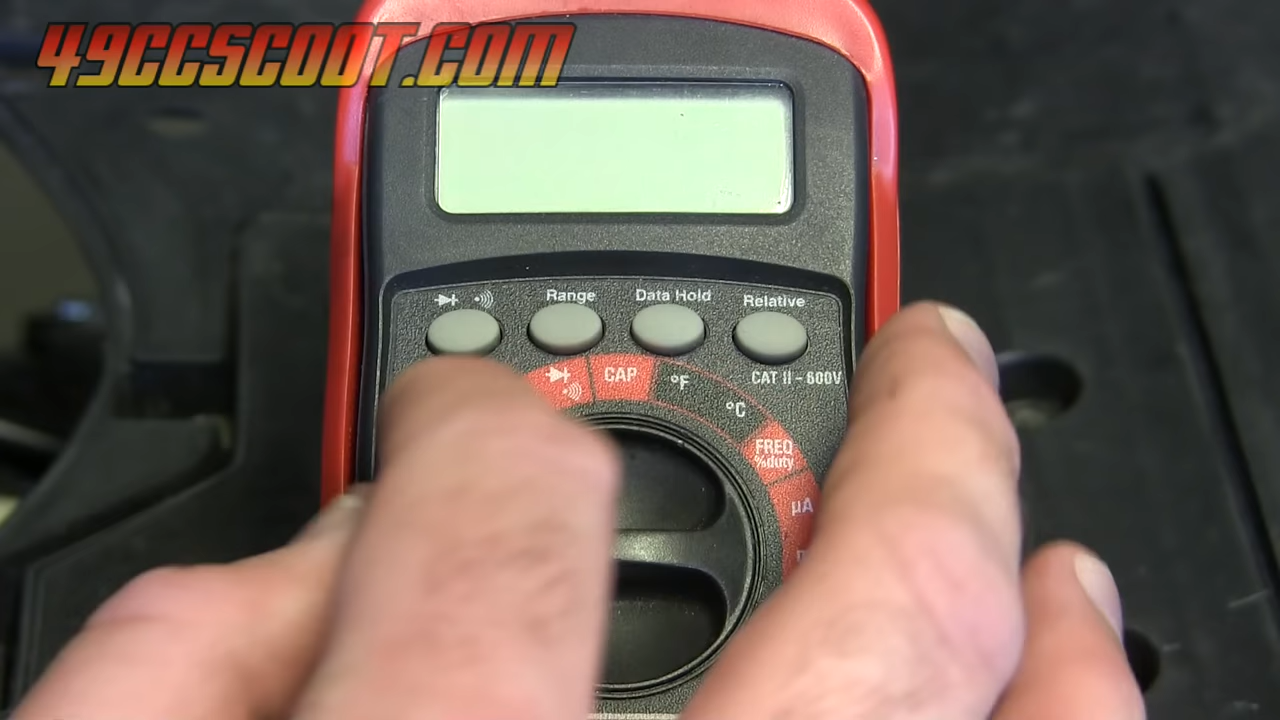 49CCSCOOT.COM
Range
Data Hold
Relative
CAP
°F
CAT II - 600V
°C
FREQ
%duty
µA